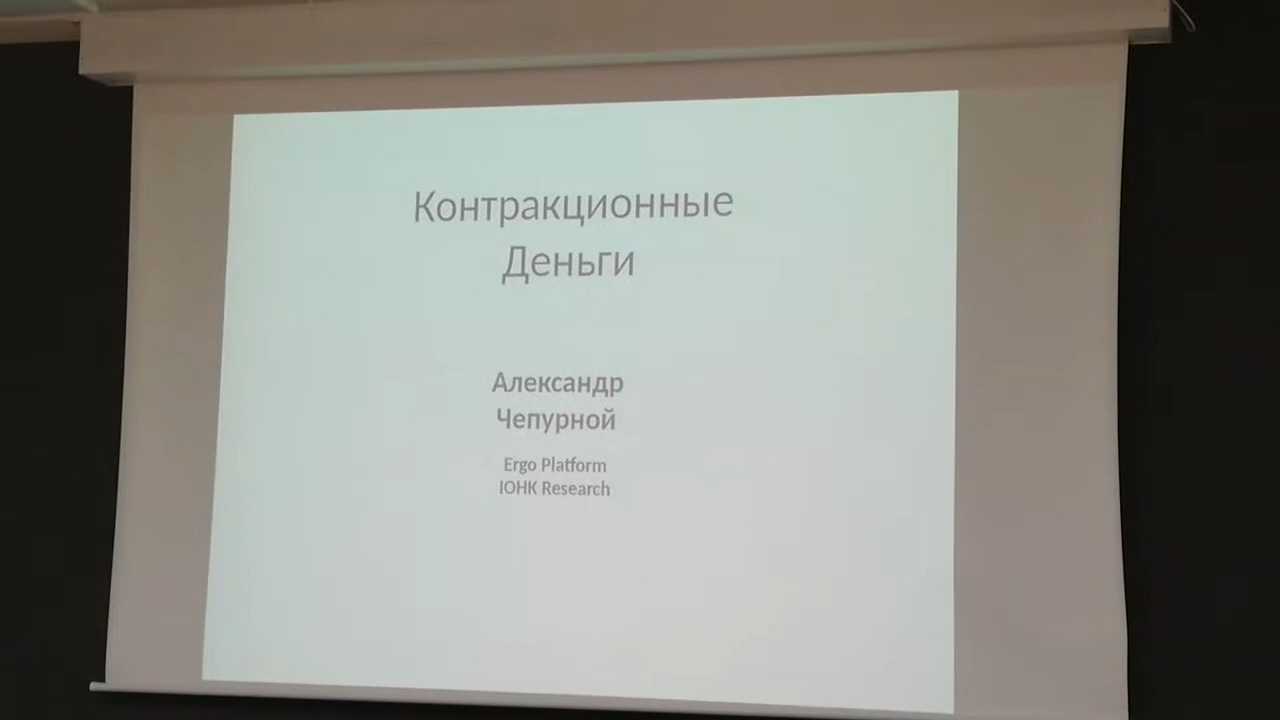 Контракционные
Деньги
Александр
Чепурной
Ergo Platform
IOHK Research